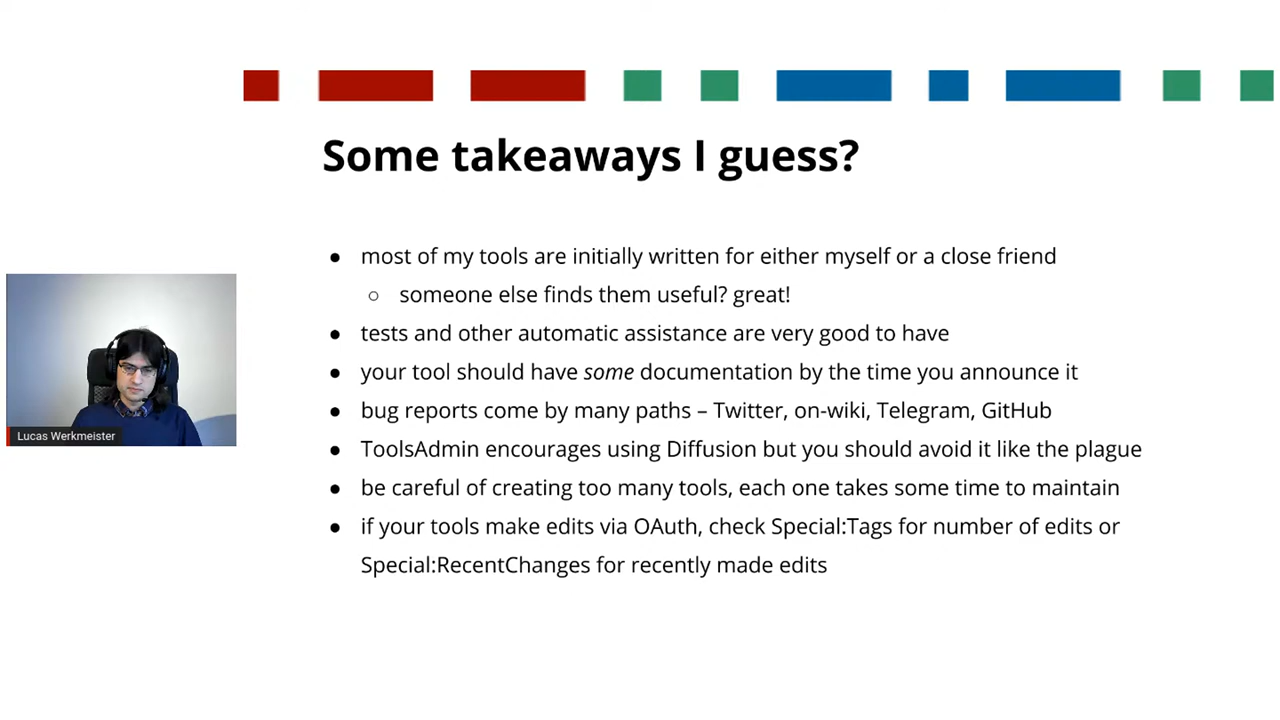 Some takeaways I guess?
● most of my tools are initially written for either myself or a close friend
○ someone else finds them useful? great!
● tests and other automatic assistance are very good to have
● your tool should have some documentation by the time you announce it
● bug reports come by many paths – Twitter, on-wiki, Telegram, GitHub
● ToolsAdmin encourages using Diffusion but you should avoid it like the plague
● be careful of creating too many tools, each one takes some time to maintain
● if your tools make edits via OAuth, check Special:Tags for number of edits or
Special:RecentChanges for recently made edits
Lucas Werkmeister